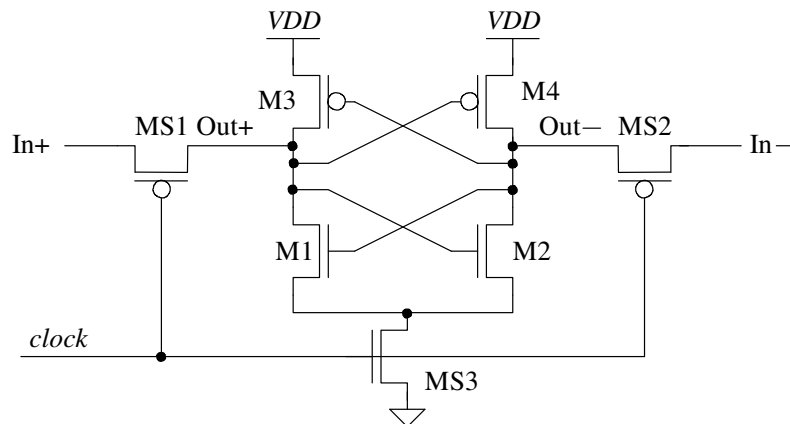 VDD
VDD
M3
M4
MS1
Out+
Out−
MS2
In+
In −
M1
M2
clock
MS3